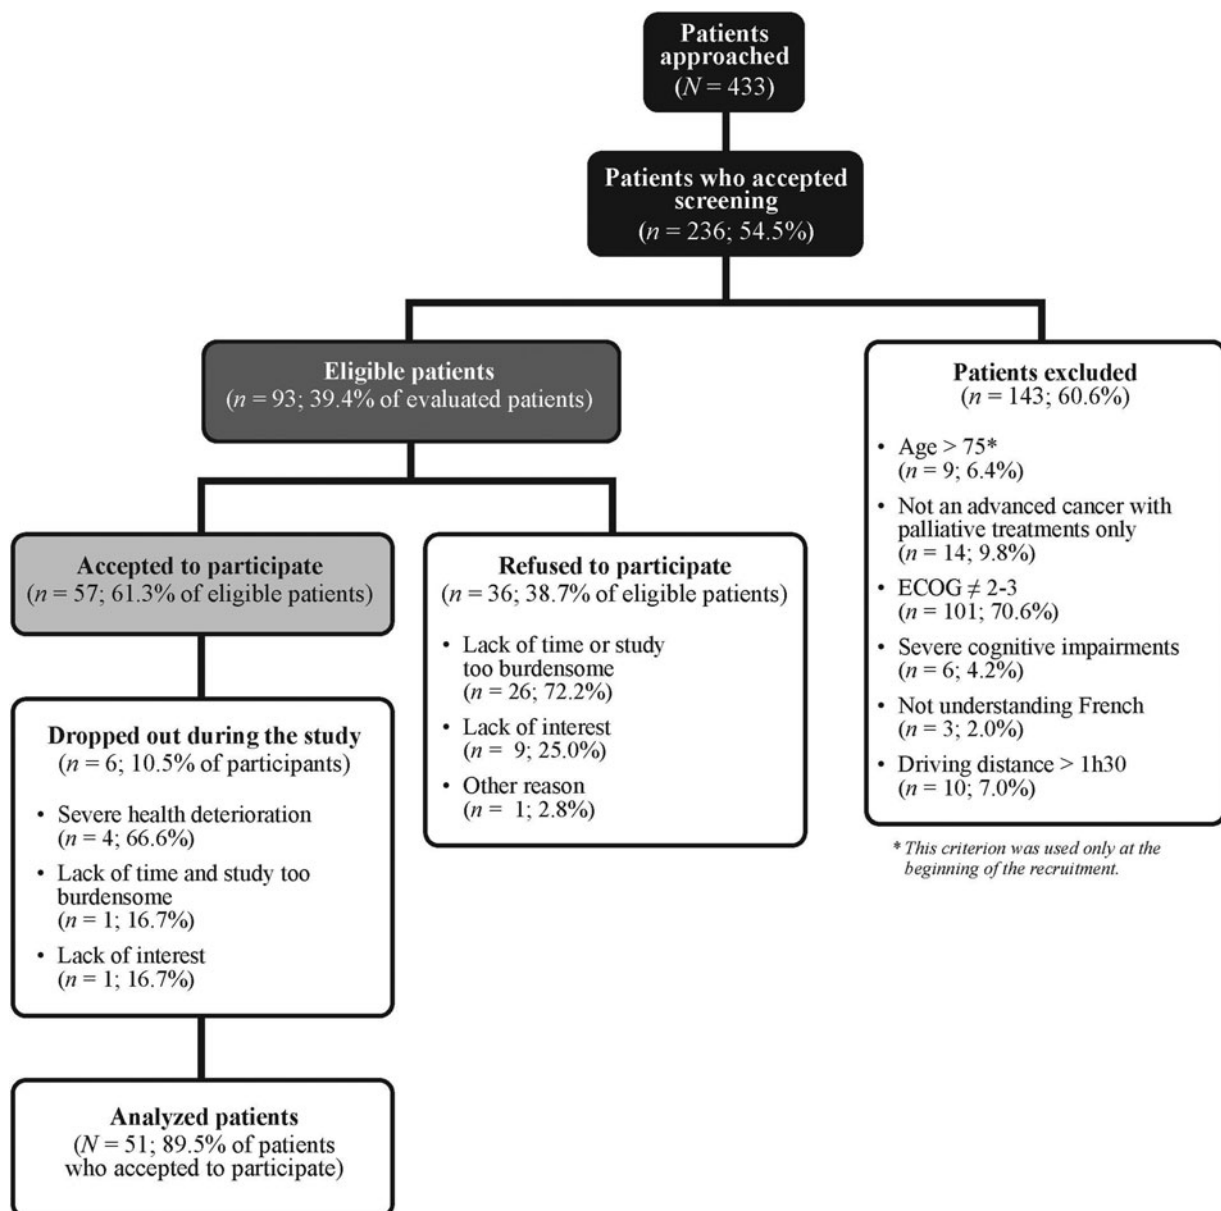 Patients
approached
(N = 433)
Patients who accepted
screening
(n = 236; 54.5%)
Eligible patients
(n = 93; 39.4% of evaluated patients)
Patients excluded
(n = 143; 60.6%)
• Age > 75*
(n = 9; 6.4%)
• Not an advanced cancer with
palliative treatments only
(n = 14; 9.8%)
• ECOG ≠ 2-3
(n = 101; 70.6%)
• Severe cognitive impairments
(n = 6; 4.2%)
• Not understanding French
(n = 3; 2.0%)
• Driving distance > 1h30
(n = 10; 7.0%)
* This criterion was used only at the
beginning of the recruitment.
Accepted to participate
(n = 57; 61.3% of eligible patients)
Refused to participate
(n = 36; 38.7% of eligible patients)
• Lack of time or study
too burdensome
(n = 26; 72.2%)
• Lack of interest
(n = 9; 25.0%)
• Other reason
(n = 1; 2.8%)
Dropped out during the study
(n = 6; 10.5% of participants)
• Severe health deterioration
(n = 4; 66.6%)
• Lack of time and study too
burdensome
(n = 1; 16.7%)
• Lack of interest
(n = 1; 16.7%)
Analyzed patients
(N = 51; 89.5% of patients
who accepted to participate)